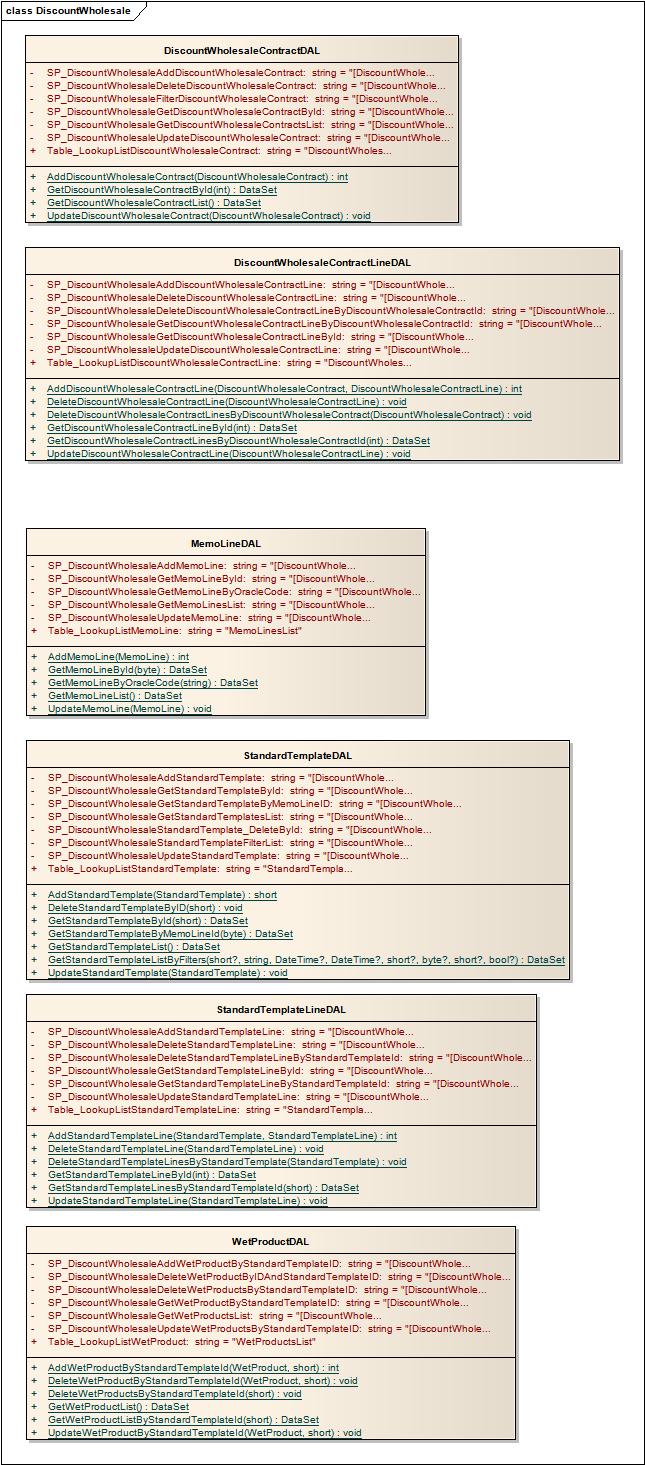 class DiscountWholesale
DiscountWholesaleContractDAL
- SP_DiscountWholesaleAddDiscountWholesaleContract: string = "[DiscountWhole...
- SP_DiscountWholesaleDeleteDiscountWholesaleContract: string = "[DiscountWhole...
- SP_DiscountWholesaleFilterDiscountWholesaleContract: string = "[DiscountWhole...
- SP_DiscountWholesaleGetDiscountWholesaleContractById: string = "[DiscountWhole...
- SP_DiscountWholesaleGetDiscountWholesaleContractsList: string = "[DiscountWhole...
- SP_DiscountWholesaleUpdateDiscountWholesaleContract: string = "[DiscountWhole...
+ Table_LookupListDiscountWholesaleContract: string = "DiscountWholes...
+ AddDiscountWholesaleContract(DiscountWholesaleContract) : int
+ GetDiscountWholesaleContractById(int) : DataSet
+ GetDiscountWholesaleContractList() : DataSet
+ UpdateDiscountWholesaleContract(DiscountWholesaleContract) : void
DiscountWholesaleContractLineDAL
- SP_DiscountWholesaleAddDiscountWholesaleContractLine: string = "[DiscountWhole...
- SP_DiscountWholesaleDeleteDiscountWholesaleContractLine: string = "[DiscountWhole...
- SP_DiscountWholesaleDeleteDiscountWholesaleContractLineByDiscountWholesaleContractId: string = "[DiscountWhole...
- SP_DiscountWholesaleGetDiscountWholesaleContractLineByDiscountWholesaleContractId: string = "[DiscountWhole...
- SP_DiscountWholesaleGetDiscountWholesaleContractLineById: string = "[DiscountWhole...
- SP_DiscountWholesaleUpdateDiscountWholesaleContractLine: string = "[DiscountWhole...
+ Table_LookupListDiscountWholesaleContractLine: string = "DiscountWholes...
+ AddDiscountWholesaleContractLine(DiscountWholesaleContract, DiscountWholesaleContractLine) : int
+ DeleteDiscountWholesaleContractLine(DiscountWholesaleContractLine) : void
+ DeleteDiscountWholesaleContractLinesByDiscountWholesaleContract(DiscountWholesaleContract) : void
+ GetDiscountWholesaleContractLineById(int) : DataSet
+ GetDiscountWholesaleContractLinesByDiscountWholesaleContractId(int) : DataSet
+ UpdateDiscountWholesaleContractLine(DiscountWholesaleContractLine) : void
MemoLineDAL
- SP_DiscountWholesaleAddMemoLine: string = "[DiscountWhole...
- SP_DiscountWholesaleGetMemoLineById: string = "[DiscountWhole...
- SP_DiscountWholesaleGetMemoLineByOracleCode: string = "[DiscountWhole...
- SP_DiscountWholesaleGetMemoLinesList: string = "[DiscountWhole...
- SP_DiscountWholesaleUpdateMemoLine: string = "[DiscountWhole...
+ Table_LookupListMemoLine: string = "MemoLinesList"
+ AddMemoLine(MemoLine) : int
+ GetMemoLineById(byte) : DataSet
+ GetMemoLineByOracleCode(string) : DataSet
+ GetMemoLineList() : DataSet
+ UpdateMemoLine(MemoLine) : void
StandardTemplateDAL
- SP_DiscountWholesaleAddStandardTemplate: string = "[DiscountWhole...
- SP_DiscountWholesaleGetStandardTemplateById: string = "[DiscountWhole...
- SP_DiscountWholesaleGetStandardTemplateByMemoLineID: string = "[DiscountWhole...
- SP_DiscountWholesaleGetStandardTemplatesList: string = "[DiscountWhole...
- SP_DiscountWholesaleStandardTemplate_DeleteById: string = "[DiscountWhole...
- SP_DiscountWholesaleStandardTemplateFilterList: string = "[DiscountWhole...
- SP_DiscountWholesaleUpdateStandardTemplate: string = "[DiscountWhole...
+ Table_LookupListStandardTemplate: string = "StandardTempla...
+ AddStandardTemplate(StandardTemplate) : short
+ DeleteStandardTemplateByID(short) : void
+ GetStandardTemplateById(short) : DataSet
+ GetStandardTemplateByMemoLineId(byte) : DataSet
+ GetStandardTemplateList() : DataSet
+ GetStandardTemplateListByFilters(short?, string, DateTime?, DateTime?, short?, byte?, short?, bool?) : DataSet
+ UpdateStandardTemplate(StandardTemplate) : void
StandardTemplateLineDAL
- SP_DiscountWholesaleAddStandardTemplateLine: string = "[DiscountWhole...
- SP_DiscountWholesaleDeleteStandardTemplateLine: string = "[DiscountWhole...
- SP_DiscountWholesaleDeleteStandardTemplateLineByStandardTemplateId: string = "[DiscountWhole...
- SP_DiscountWholesaleGetStandardTemplateLineById: string = "[DiscountWhole...
- SP_DiscountWholesaleGetStandardTemplateLineByStandardTemplateId: string = "[DiscountWhole...
- SP_DiscountWholesaleUpdateStandardTemplateLine: string = "[DiscountWhole...
+ Table_LookupListStandardTemplateLine: string = "StandardTempla...
+ AddStandardTemplateLine(StandardTemplate, StandardTemplateLine) : int
+ DeleteStandardTemplateLine(StandardTemplateLine) : void
+ DeleteStandardTemplateLinesByStandardTemplate(StandardTemplate) : void
+ GetStandardTemplateLineById(int) : DataSet
+ GetStandardTemplateLinesByStandardTemplateId(short) : DataSet
+ UpdateStandardTemplateLine(StandardTemplateLine) : void
WetProductDAL
- SP_DiscountWholesaleAddWetProductByStandardTemplateID: string = "[DiscountWhole...
- SP_DiscountWholesaleDeleteWetProductByIDAndStandardTemplateID: string = "[DiscountWhole...
- SP_DiscountWholesaleDeleteWetProductsByStandardTemplateID: string = "[DiscountWhole...
- SP_DiscountWholesaleGetWetProductByStandardTemplateID: string = "[DiscountWhole...
- SP_DiscountWholesaleGetWetProductsList: string = "[DiscountWhole...
- SP_DiscountWholesaleUpdateWetProductsByStandardTemplateID: string = "[DiscountWhole...
+ Table_LookupListWetProduct: string = "WetProductsList"
+ AddWetProductByStandardTemplateId(WetProduct, short) : int
+ DeleteWetProductByStandardTemplateId(WetProduct, short) : void
+ DeleteWetProductsByStandardTemplateId(short) : void
+ GetWetProductList() : DataSet
+ GetWetProductListByStandardTemplateId(short) : DataSet
+ UpdateWetProductByStandardTemplateId(WetProduct, short) : void